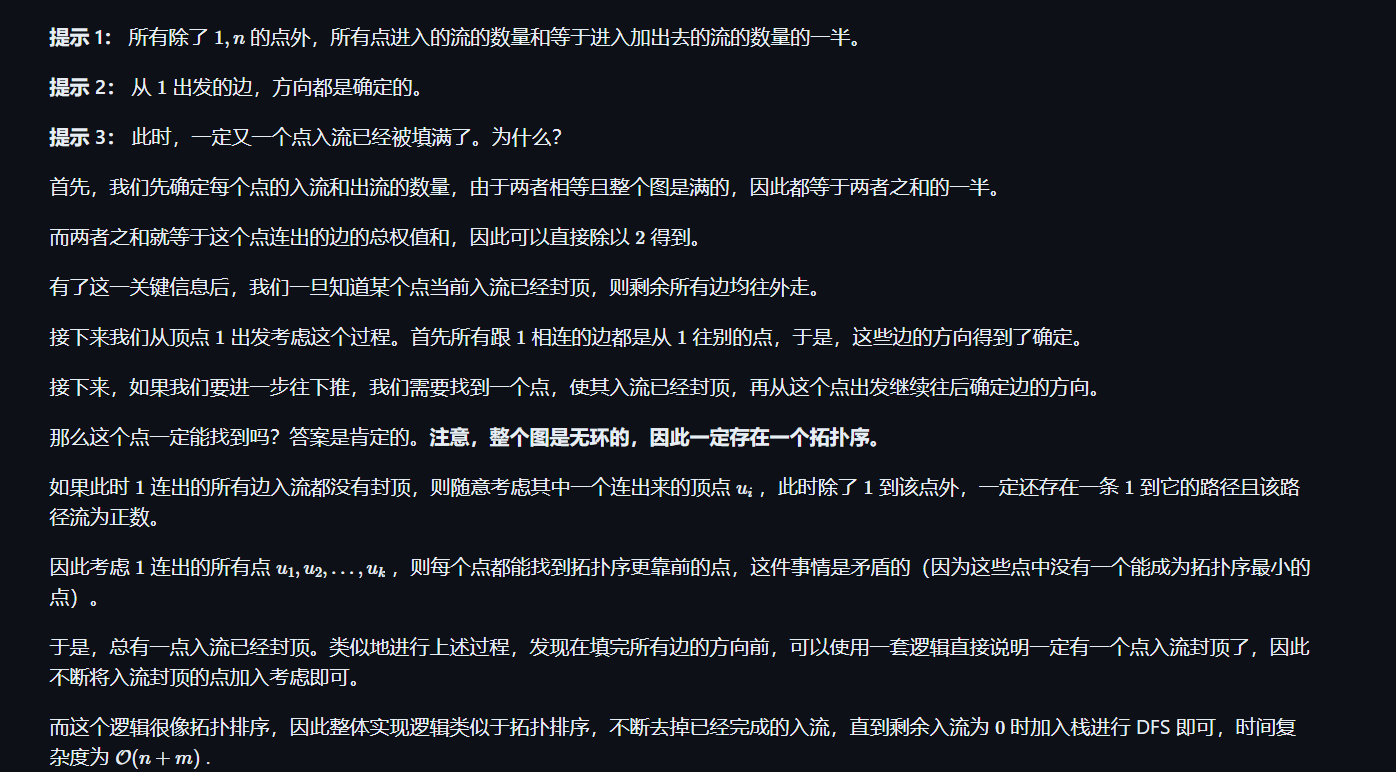 提示 1： 所有除了 1, n 的点外，所有点进入的流的数量和等于进入加出去的流的数量的一半。
提示 2： 从 1 出发的边，方向都是确定的。
提示 3： 此时，一定又一个点入流已经被填满了。为什么？
首先，我们先确定每个点的入流和出流的数量，由于两者相等且整个图是满的，因此都等于两者之和的一半。
而两者之和就等于这个点连出的边的总权值和，因此可以直接除以 2 得到。
有了这一关键信息后，我们一旦知道某个点当前入流已经封顶，则剩余所有边均往外走。
接下来我们从顶点 1 出发考虑这个过程。首先所有跟 1 相连的边都是从 1 往别的点，于是，这些边的方向得到了确定。
接下来，如果我们要进一步往下推，我们需要找到一个点，使其入流已经封顶，再从这个点出发继续往后确定边的方向。
那么这个点一定能找到吗？答案是肯定的。注意，整个图是无环的，因此一定存在一个拓扑序。
如果此时 1 连出的所有边入流都没有封顶，则随意考虑其中一个连出来的顶点 u_i ，此时除了 1 到该点外，一定还存在一条 1 到它的路径且该路
径流为正数。
因此考虑 1 连出的所有点 u_1, u_2, ..., u_k ，则每个点都能找到拓扑序更靠前的点，这件事情是矛盾的（因为这些点中没有一个能成为拓扑序最小的
点）。
于是，总有一点入流已经封顶。类似地进行上述过程，发现在填完所有边的方向前，可以使用一套逻辑直接说明一定有一个点入流封顶了，因此
不断将入流封顶的点加入考虑即可。
而这个逻辑很像拓扑排序，因此整体实现逻辑类似于拓扑排序，不断去掉已经完成的入流，直到剩余入流为 0 时加入栈进行 DFS 即可，时间复
杂度为 O(n + m) .